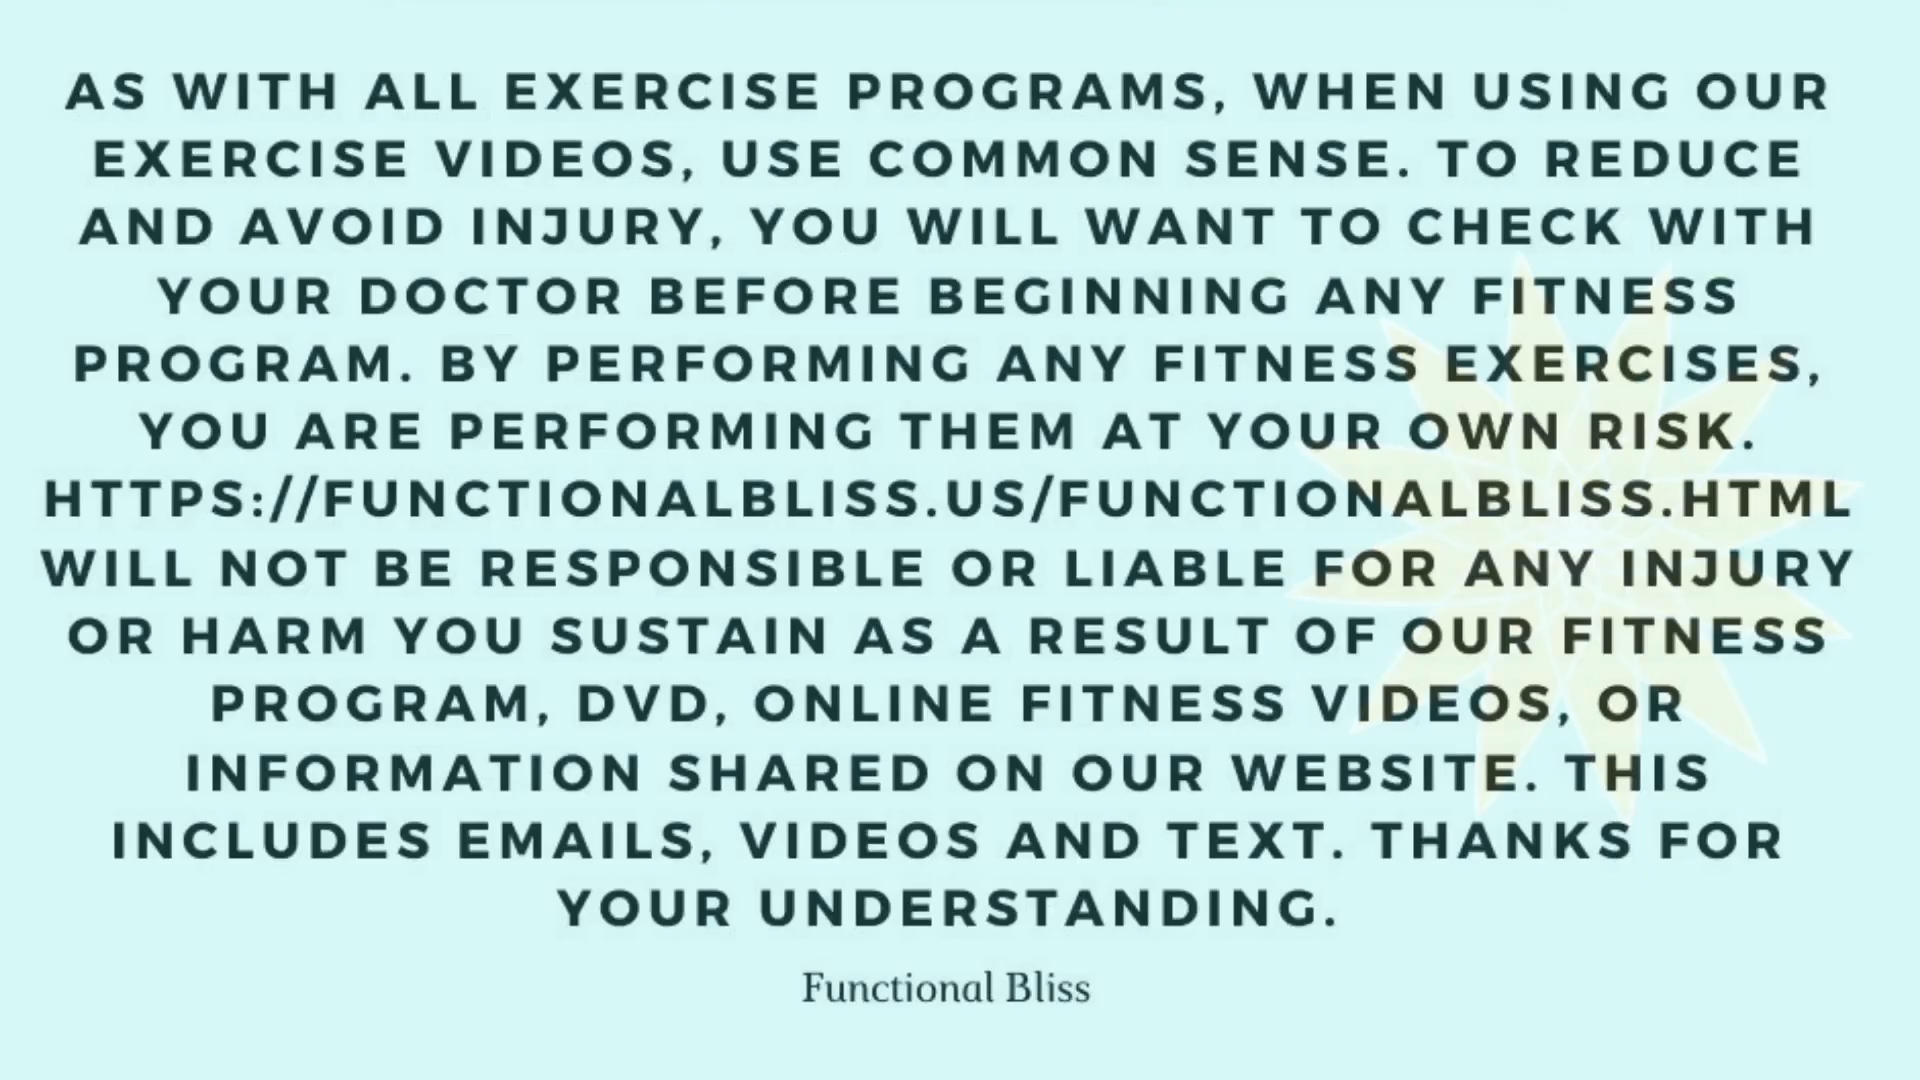 AS WITH ALL EXERCISE PROGRAMS, WHEN USING OUR
EXERCISE VIDEOS, USE COMMON SENSE. TO REDUCE
AND AVOID INJURY, YOU WILL WANT TO CHECK WITH
YOUR DOCTOR BEFORE BEGINNING ANY FITNESS
PROGRAM. BY PERFORMING ANY FITNESS EXERCISES,
YOU ARE PERFORMING THEM AT YOUR OWN RISK.
HTTPS://FUNCTIONALBLISS.US/FUNCTIONALBLISS.HTML
WILL NOT BE RESPONSIBLE OR LIABLE FOR ANY INJURY
OR HARM YOU SUSTAIN AS A RESULT OF OUR FITNESS
PROGRAM, DVD, ONLINE FITNESS VIDEOS, OR
INFORMATION SHARED ON OUR WEBSITE. THIS
INCLUDES EMAILS, VIDEOS AND TEXT. THANKS FOR
YOUR UNDERSTANDING.
Functional Bliss